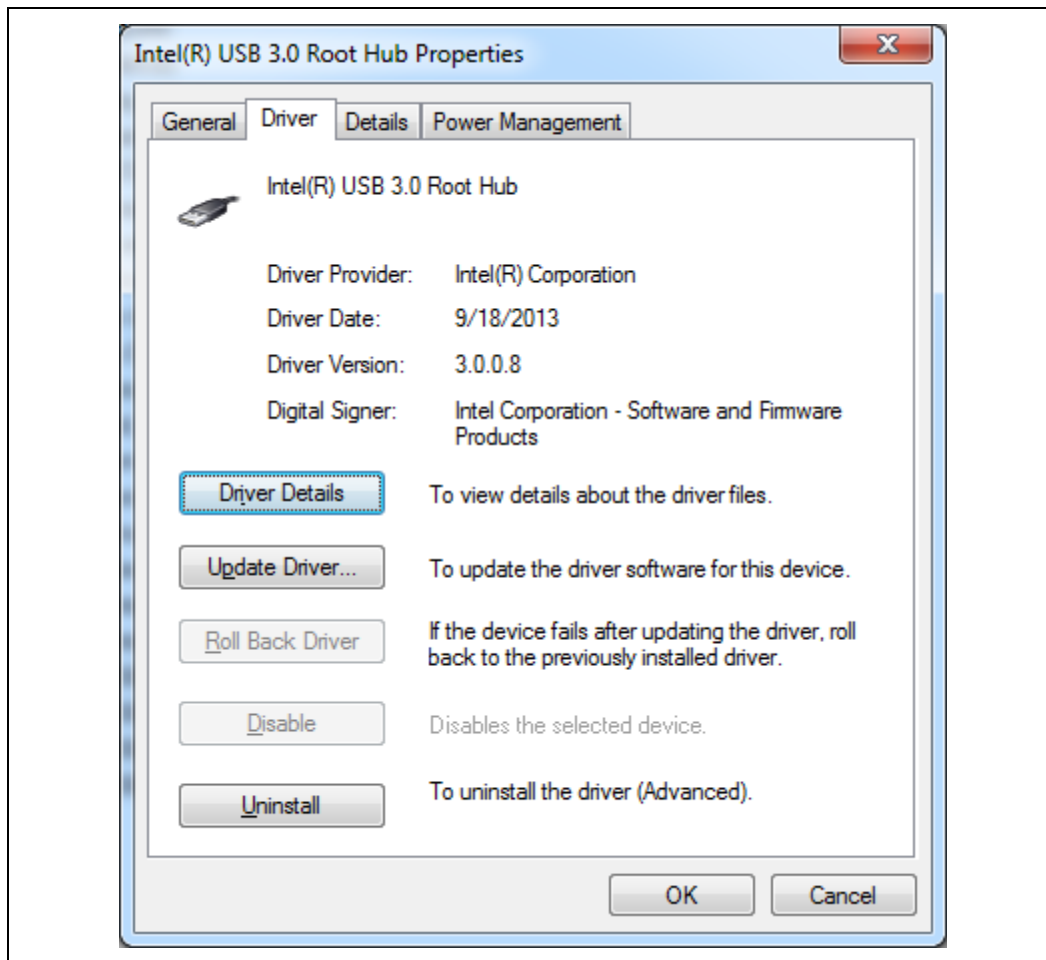 Intel(R) USB 3.0 Root Hub Properties
General Driver Details Power Management
Intel(R) USB 3.0 Root Hub
Driver Provider: Intel(R) Corporation
Driver Date: 9/18/2013
Driver Version: 3.0.0.8
Digital Signer: Intel Corporation - Software and Firmware
Products
Driver Details To view details about the driver files.
Update Driver... To update the driver software for this device.
Roll Back Driver If the device fails after updating the driver, roll
back to the previously installed driver.
Disable Disables the selected device.
Uninstall To uninstall the driver (Advanced).
OK Cancel